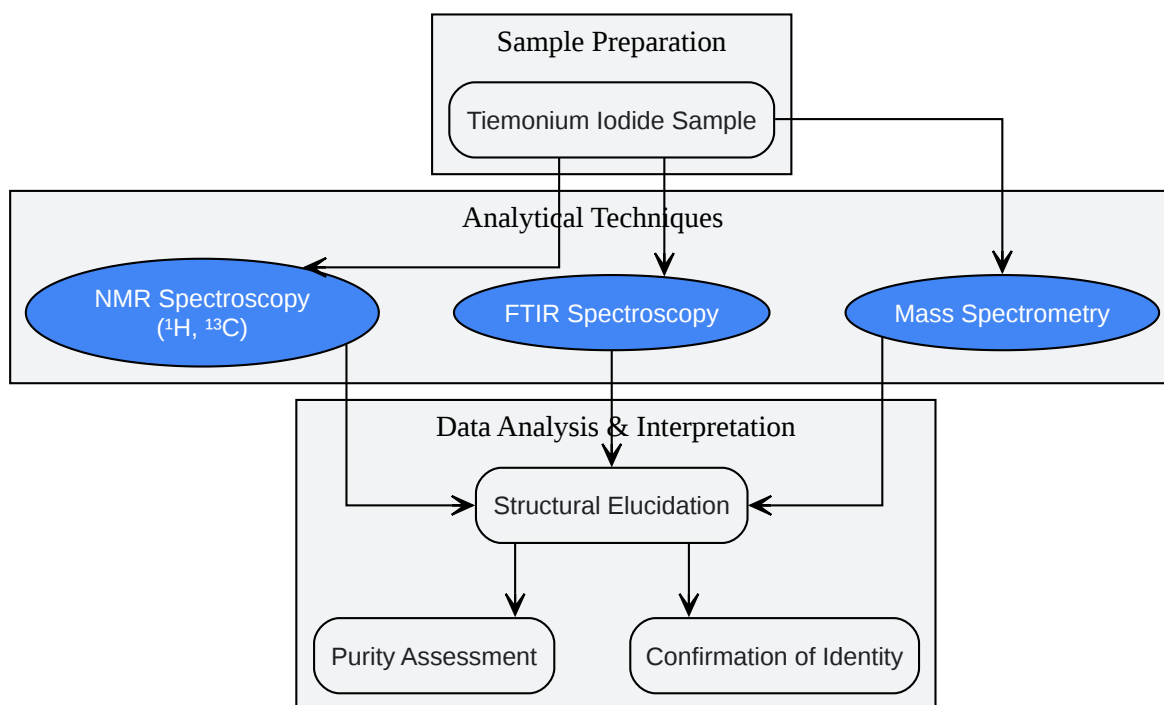 Sample Preparation
Tiemonium Iodide Sample
Analytical Techniques
NMR Spectroscopy
(¹H, ¹³C)
FTIR Spectroscopy
Mass Spectrometry
Data Analysis & Interpretation
Structural Elucidation
Purity Assessment
Confirmation of Identity